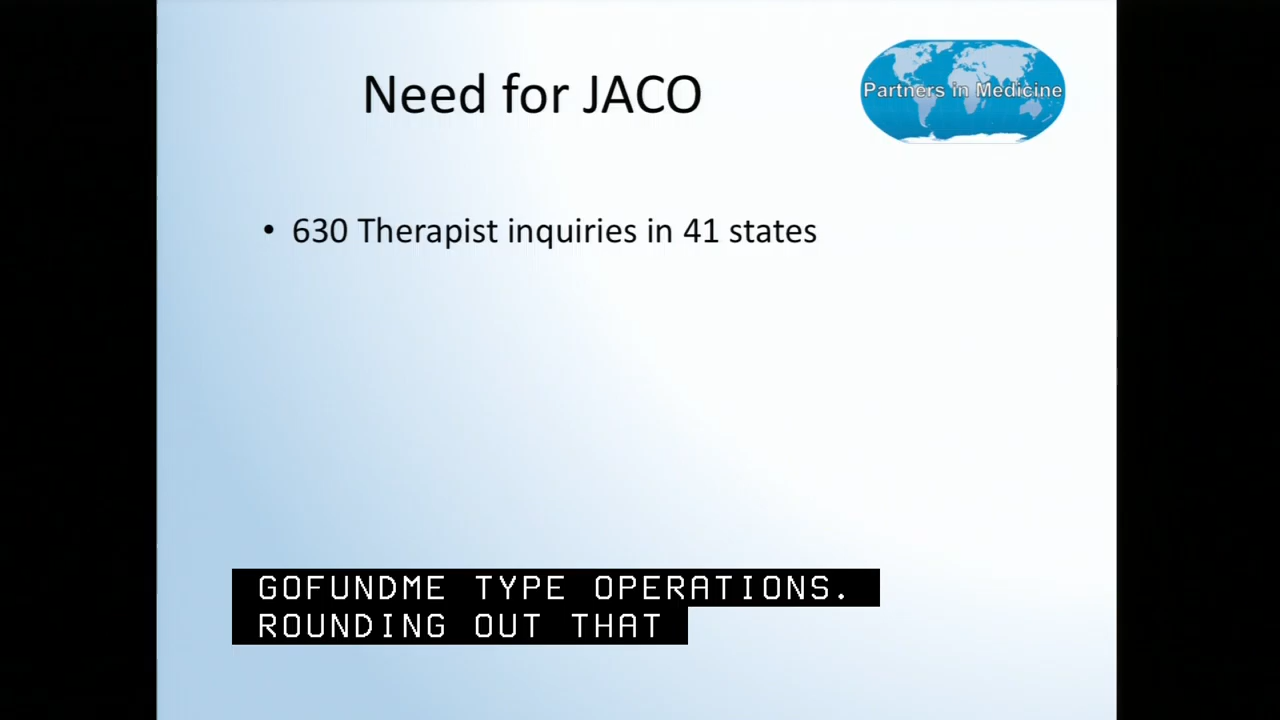 Need for JACO
Partners in Medicine
• 630 Therapist inquiries in 41 states
GOFUNDME TYPE OPERATIONS.
ROUNDING OUT THAT